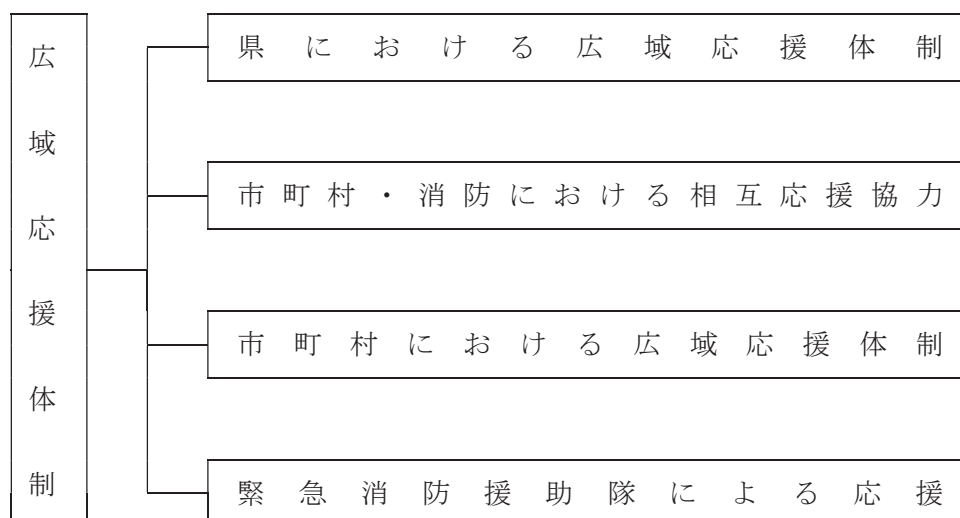 広域応援体制
県における広域応援体制
市町村・消防における相互応援協力
市町村における広域応援体制
緊急消防援助隊による応援